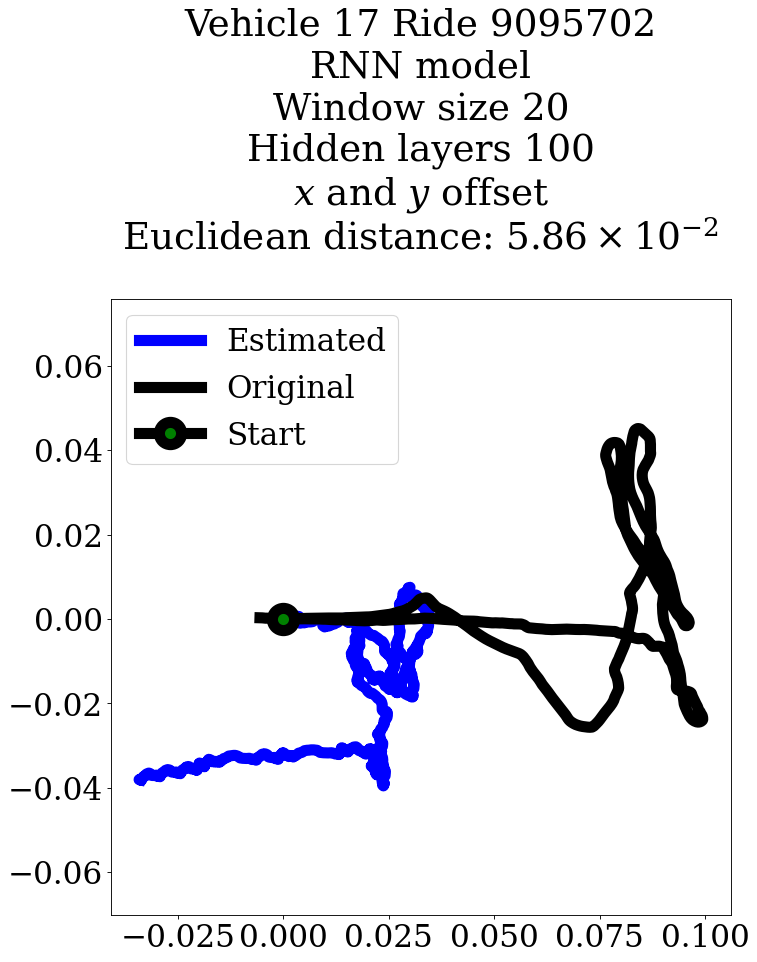 Vehicle 17 Ride 9095702
RNN model
Window size 20
Hidden layers 100
x and y offset
Euclidean distance: 5.86 × 10⁻²
Estimated
Original
Start
0.06
0.04
0.02
0.00
−0.02
−0.04
−0.06
−0.025 0.000 0.025 0.050 0.075 0.100